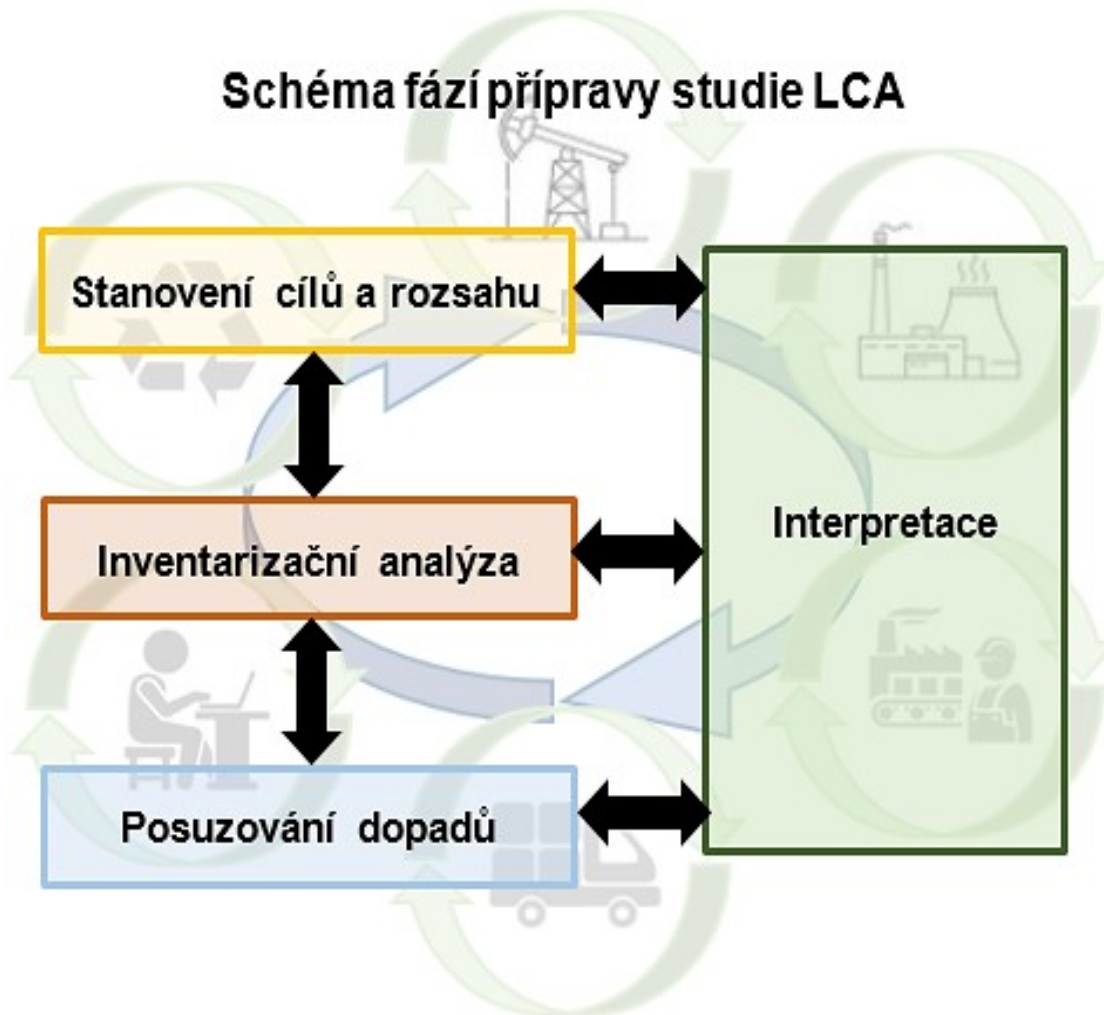 Schéma fází přípravy studie LCA
Stanovení cílů a rozsahu
Inventarizační analýza
Interpretace
Posuzování dopadů